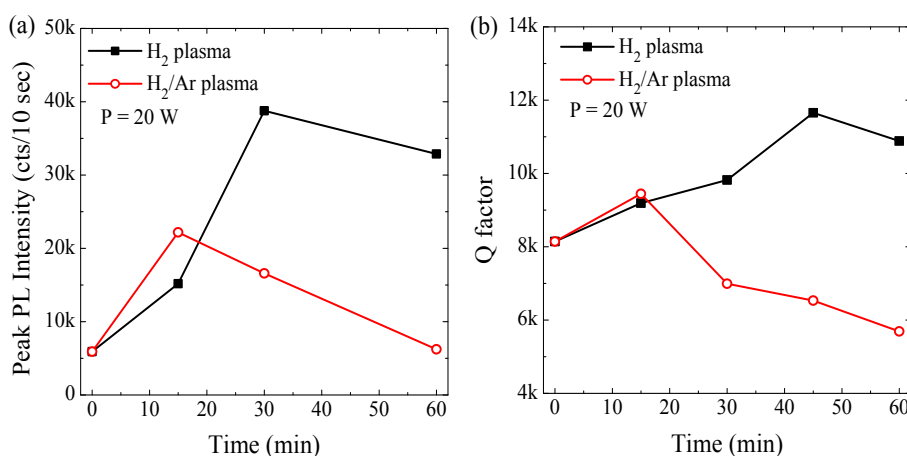 (a)
50k
40k
30k
20k
10k
0
Peak PL Intensity (cts/10 sec)
H₂ plasma
H₂/Ar plasma
P = 20 W
0 10 20 30 40 50 60
Time (min)
(b)
14k
12k
10k
8k
6k
4k
Q factor
H₂ plasma
H₂/Ar plasma
P = 20 W
0 10 20 30 40 50 60
Time (min)